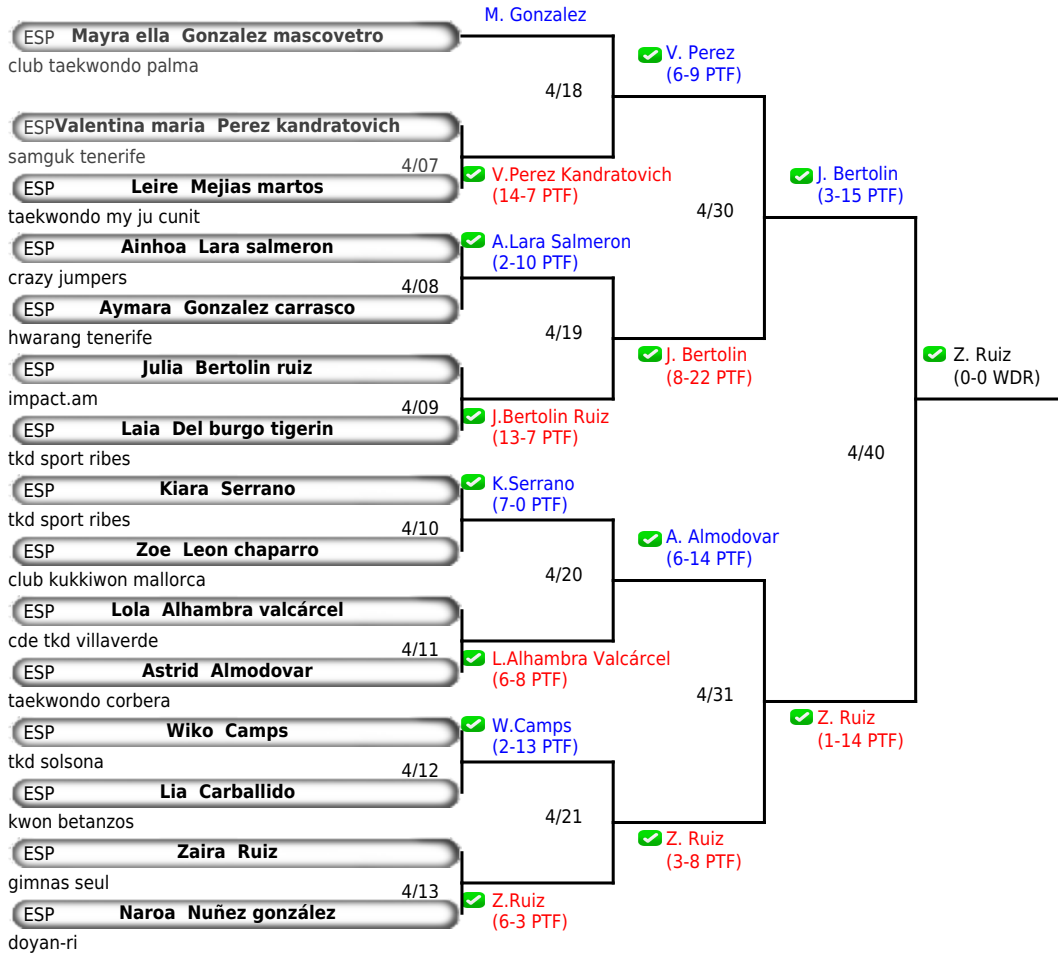 M. Gonzalez
ESP Mayra ella Gonzalez mascovetro
club taekwondo palma
V. Perez
(6-9 PTF)
4/18
ESP Valentina maria Perez kandratovich
samguk tenerife
4/07
V.Perez Kandratovich
(14-7 PTF)
ESP Leire Mejias martos
taekwondo my ju cunit
J. Bertolin
(3-15 PTF)
4/30
ESP Ainhoa Lara salmeron
A.Lara Salmeron
(2-10 PTF)
crazy jumpers
4/08
ESP Aymara Gonzalez carrasco
hwarang tenerife
4/19
J. Bertolin
(8-22 PTF)
Z. Ruiz
(0-0 WDR)
ESP Julia Bertolin ruiz
impact.am
4/09
J.Bertolin Ruiz
(13-7 PTF)
ESP Laia Del burgo tigerin
tkd sport ribes
4/40
ESP Kiara Serrano
K.Serrano
(7-0 PTF)
tkd sport ribes
4/10
ESP Zoe Leon chaparro
club kukkiwon mallorca
A. Almodovar
(6-14 PTF)
4/20
ESP Lola Alhambra valcárcel
cde tkd villaverde
4/11
L.Alhambra Valcárcel
(6-8 PTF)
ESP Astrid Almodovar
taekwondo corbera
4/31
Z. Ruiz
(1-14 PTF)
ESP Wiko Camps
W.Camps
(2-13 PTF)
tkd solsona
4/12
ESP Lia Carballido
kwon betanzos
4/21
Z. Ruiz
(3-8 PTF)
ESP Zaira Ruiz
gimnas seul
4/13
Z.Ruiz
(6-3 PTF)
ESP Naroa Nuñez gonzález
doyan-ri